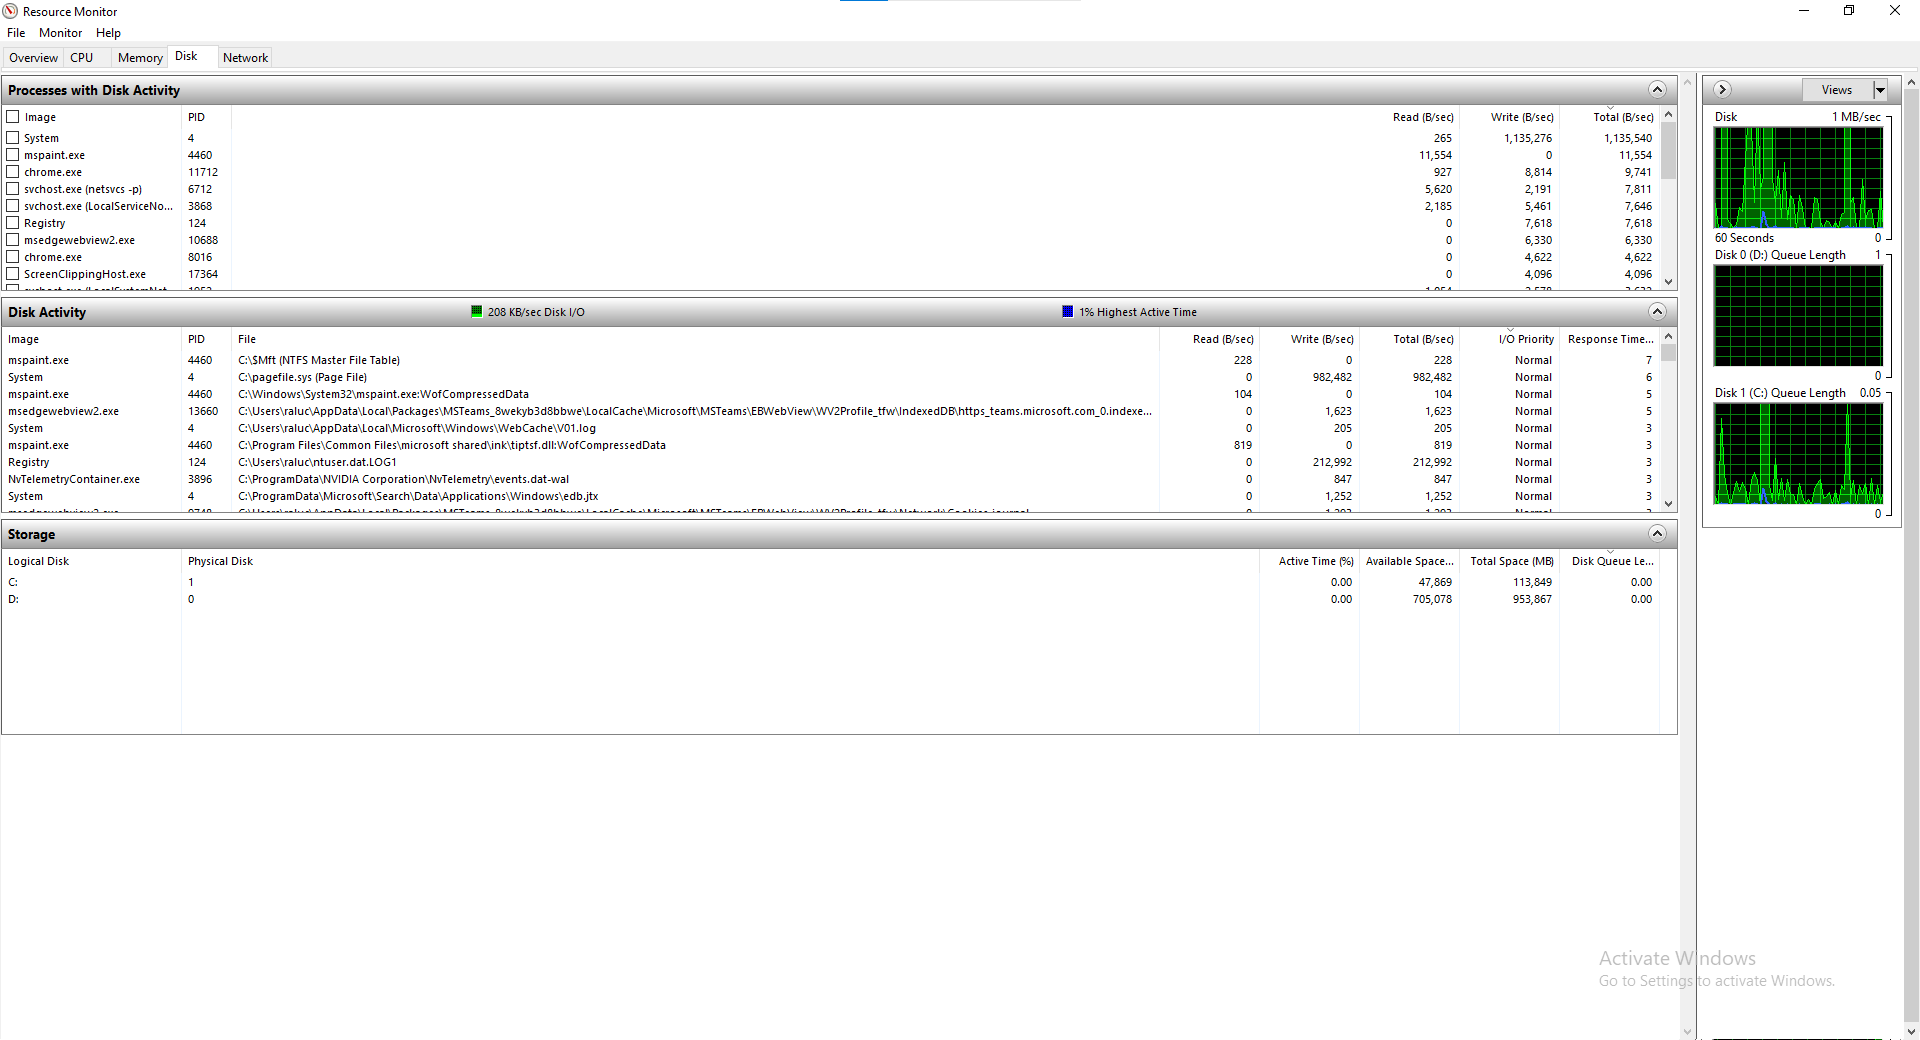 Resource Monitor
File Monitor Help
Overview CPU Memory Disk Network
Processes with Disk Activity
Image PID Read (B/sec) Write (B/sec) Total (B/sec)
System 4 265 1,135,276 1,135,540
mspaint.exe 4460 11,554 0 11,554
chrome.exe 11712 927 8,814 9,741
svchost.exe (netsvcs -p) 6712 5,620 2,191 7,811
svchost.exe (LocalServiceNo... 3868 2,185 5,461 7,646
Registry 124 0 7,618 7,618
msedgewebview2.exe 10688 0 6,330 6,330
chrome.exe 8016 0 4,622 4,622
ScreenClippingHost.exe 17364 0 4,096 4,096
Disk Activity 208 KB/sec Disk I/O 1% Highest Active Time
Image PID File Read (B/sec) Write (B/sec) Total (B/sec) I/O Priority Response Time...
mspaint.exe 4460 C:\$Mft (NTFS Master File Table) 228 0 228 Normal 7
System 4 C:\pagefile.sys (Page File) 0 982,482 982,482 Normal 6
mspaint.exe 4460 C:\Windows\System32\mspaint.exe:WofCompressedData 104 0 104 Normal 5
msedgewebview2.exe 13660 C:\Users\raluc\AppData\Local\Packages\MSTeams_8wekyb3d8bbwe\LocalCache\Microsoft\MSTeams\EBWebView\WV2Profile_tfw\IndexedDB\https_teams.microsoft.com_0.indexe... 0 1,623 1,623 Normal 5
System 4 C:\Users\raluc\AppData\Local\Microsoft\Windows\WebCache\V01.log 0 205 205 Normal 3
mspaint.exe 4460 C:\Program Files\Common Files\microsoft shared\ink\tiptsf.dll:WofCompressedData 819 0 819 Normal 3
Registry 124 C:\Users\raluc\ntuser.dat.LOG1 0 212,992 212,992 Normal 3
NvTelemetryContainer.exe 3896 C:\ProgramData\NVIDIA Corporation\NvTelemetry\events.dat-wal 0 847 847 Normal 3
System 4 C:\ProgramData\Microsoft\Search\Data\Applications\Windows\edb.jtx 0 1,252 1,252 Normal 3
Storage
Logical Disk Physical Disk Active Time (%) Available Space... Total Space (MB) Disk Queue Le...
C: 1 0.00 47,869 113,849 0.00
D: 0 0.00 705,078 953,867 0.00
Views
Disk 1 MB/sec
60 Seconds 0
Disk 0 (D:) Queue Length 1
0
Disk 1 (C:) Queue Length 0.05
0
Activate Windows
Go to Settings to activate Windows.